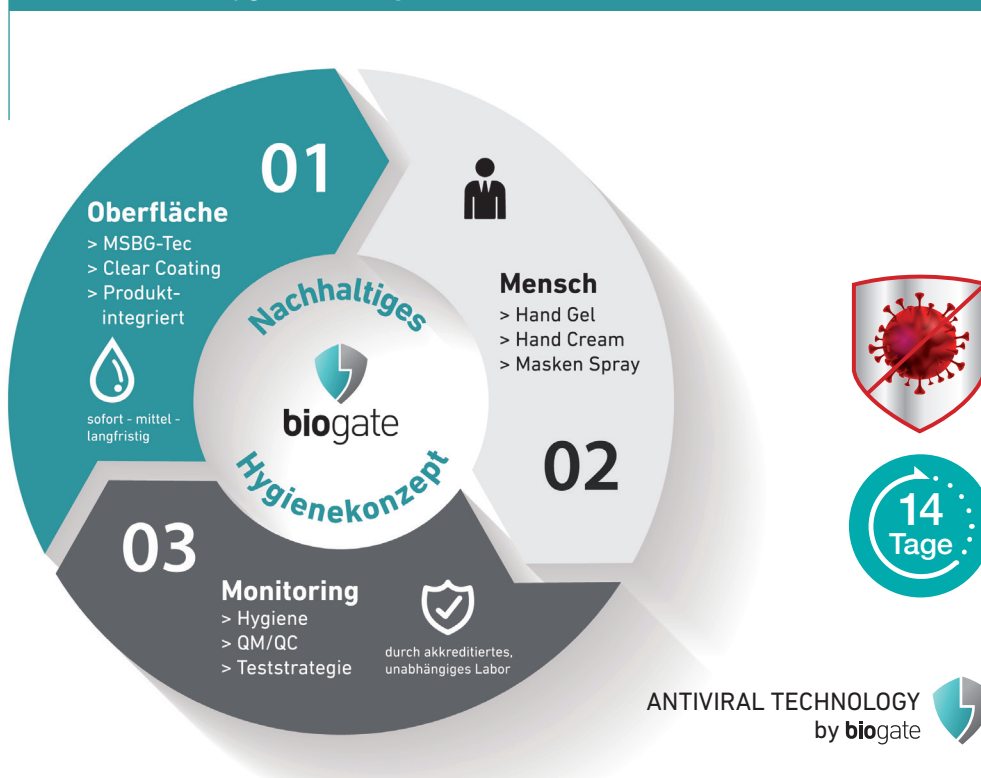 01
Oberfläche
> MSBG-Tec
> Clear Coating
> Produkt-
integriert
sofort - mittel -
langfristig
Mensch
> Hand Gel
> Hand Cream
> Masken Spray
02
Nachhaltiges
biogate
Hygienekonzept
03
Monitoring
> Hygiene
> QM/QC
> Teststrategie
durch akkreditiertes,
unabhängiges Labor
14
Tage
ANTIVIRAL TECHNOLOGY
by biogate